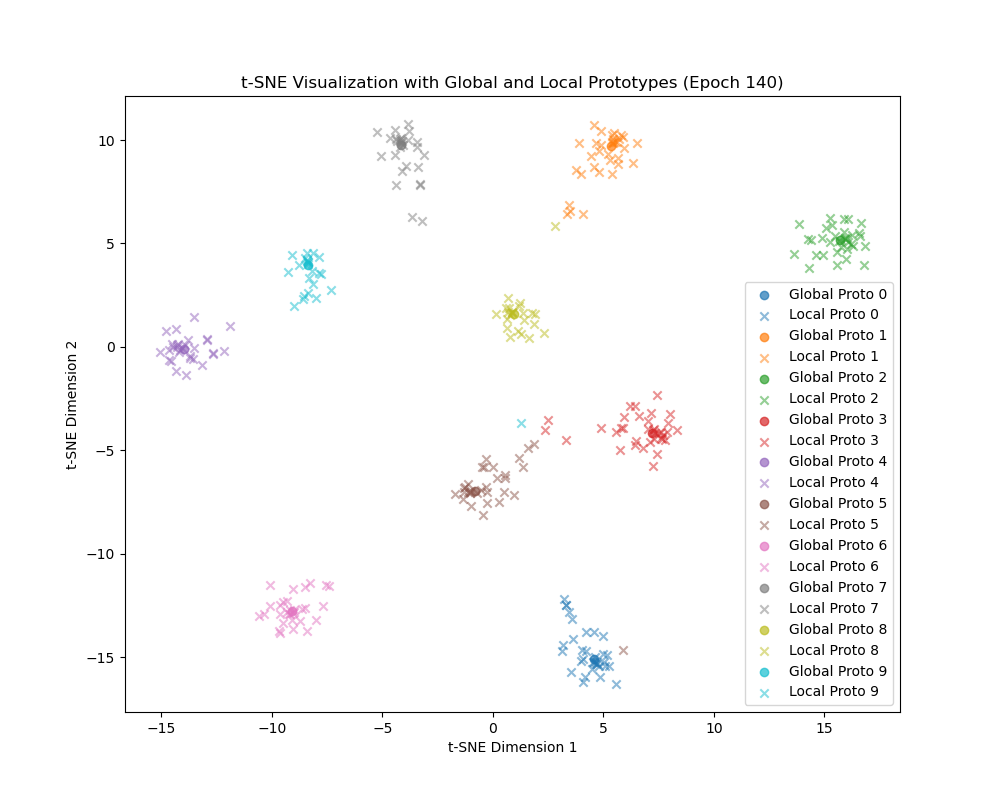 t-SNE Visualization with Global and Local Prototypes (Epoch 140)
10
5
0
−5
−10
−15
t-SNE Dimension 2
Global Proto 0
Local Proto 0
Global Proto 1
Local Proto 1
Global Proto 2
Local Proto 2
Global Proto 3
Local Proto 3
Global Proto 4
Local Proto 4
Global Proto 5
Local Proto 5
Global Proto 6
Local Proto 6
Global Proto 7
Local Proto 7
Global Proto 8
Local Proto 8
Global Proto 9
Local Proto 9
−15 −10 −5 0 5 10 15
t-SNE Dimension 1